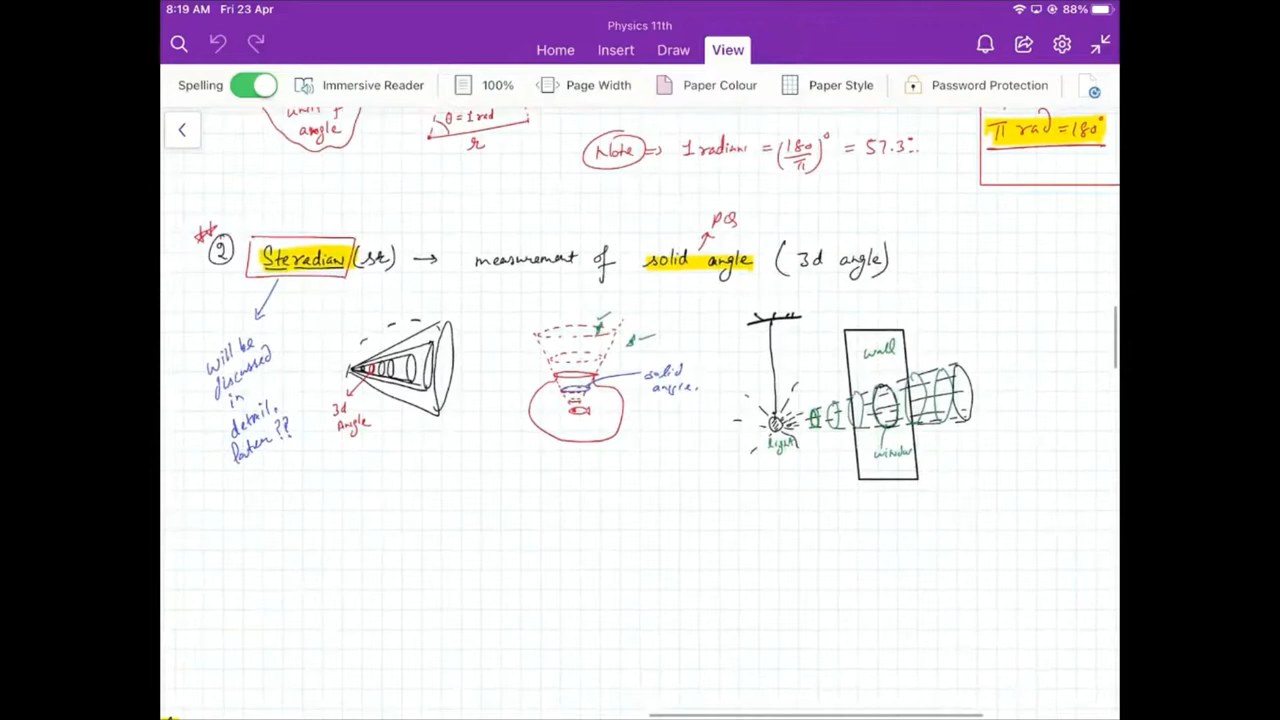 8:19 AM Fri 23 Apr
88%
Physics 11th
Home Insert Draw View
Spelling Immersive Reader 100% Page Width Paper Colour Paper Style Password Protection
angle
θ = 1 rad
r
Note ⇒ 1 radian = (180/π)° = 57.3°.
π rad = 180°
② Steradian (sr) → measurement of solid angle (3d angle)
PQ
will be
discussed
in
detail,
later??
3d
Angle
solid
angle.
light
wall
window